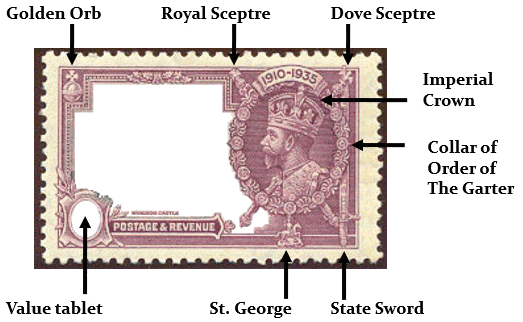 Golden Orb
Royal Sceptre
Dove Sceptre
1910-1935
Imperial
Crown
Collar of
Order of
The Garter
WINDSOR CASTLE
POSTAGE & REVENUE
Value tablet
St. George
State Sword